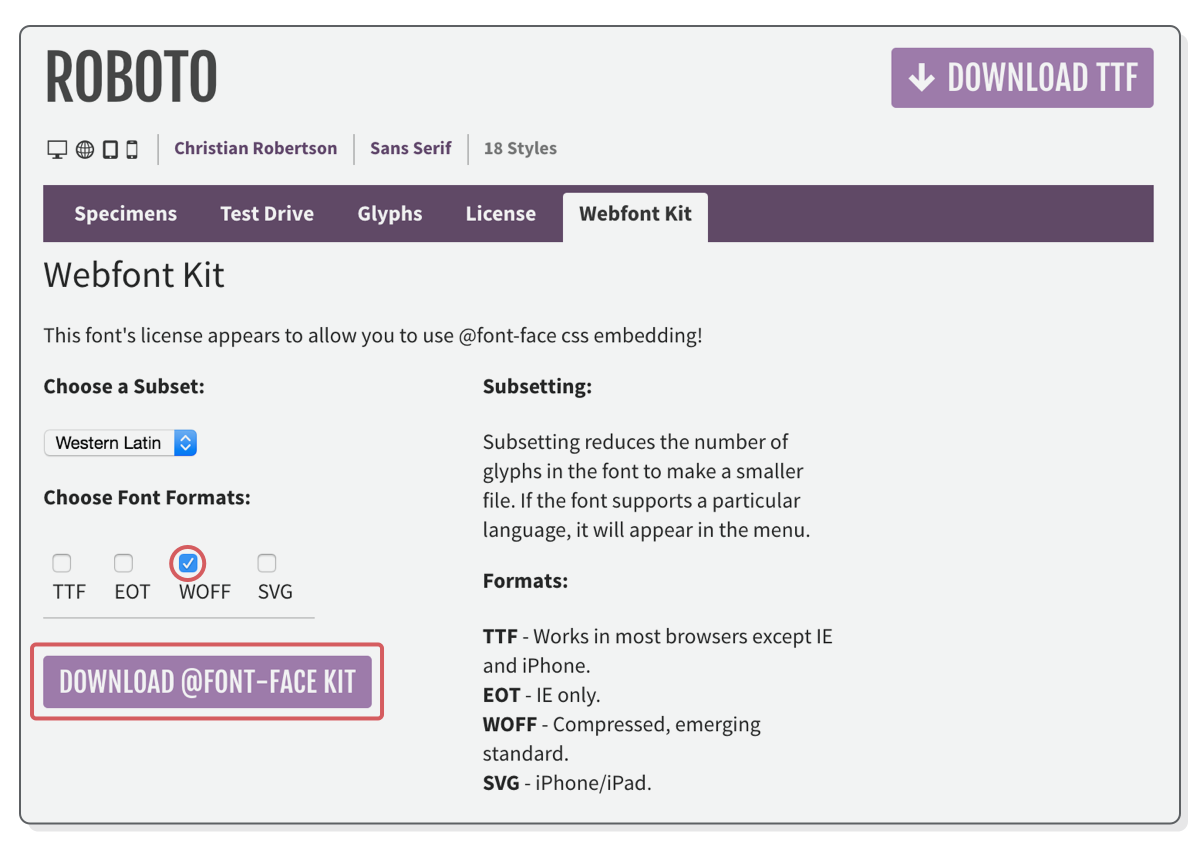 ROBOTO
DOWNLOAD TTF
Christian Robertson
Sans Serif
18 Styles
Specimens
Test Drive
Glyphs
License
Webfont Kit
Webfont Kit
This font's license appears to allow you to use @font-face css embedding!
Choose a Subset:
Western Latin
Choose Font Formats:
TTF
EOT
WOFF
SVG
DOWNLOAD @FONT-FACE KIT
Subsetting:
Subsetting reduces the number of
glyphs in the font to make a smaller
file. If the font supports a particular
language, it will appear in the menu.
Formats:
TTF - Works in most browsers except IE
and iPhone.
EOT - IE only.
WOFF - Compressed, emerging
standard.
SVG - iPhone/iPad.